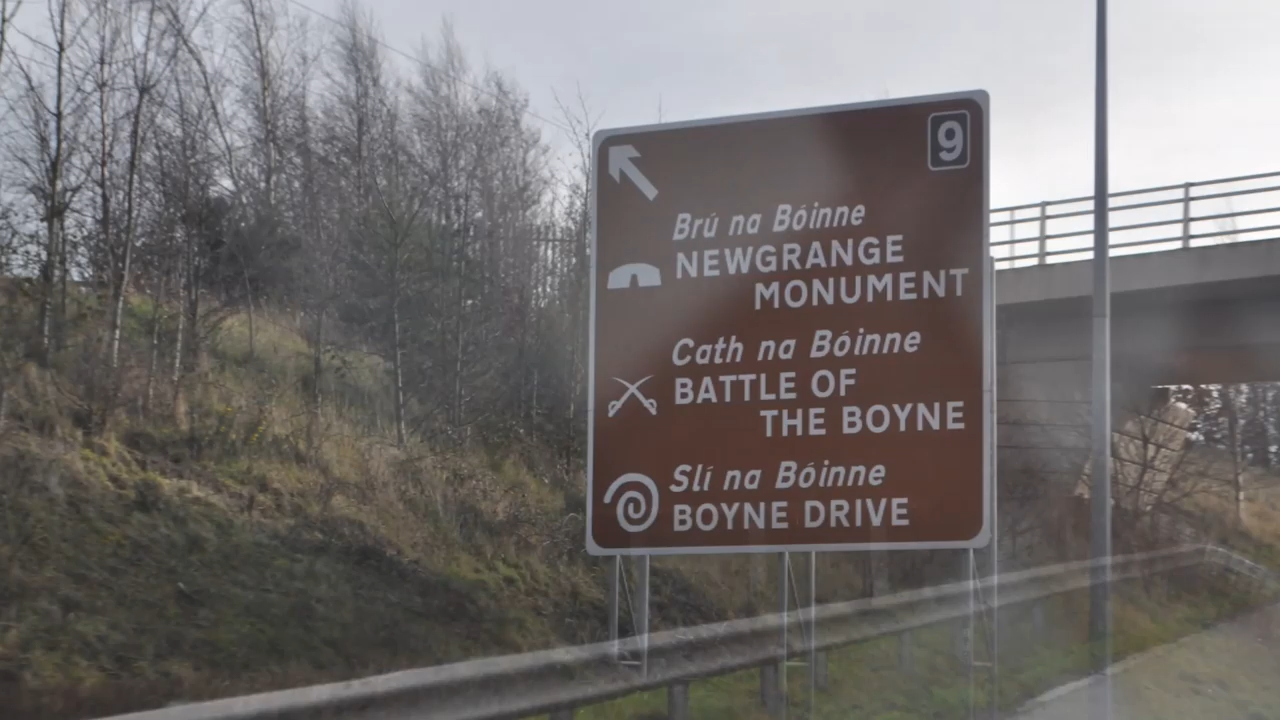 9
Brú na Bóinne
NEWGRANGE
MONUMENT
Cath na Bóinne
BATTLE OF
THE BOYNE
Slí na Bóinne
BOYNE DRIVE